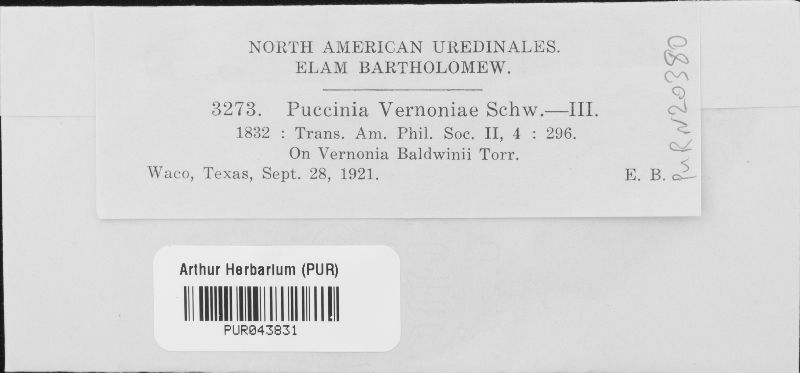 NORTH AMERICAN UREDINALES.
ELAM BARTHOLOMEW.
3273. Puccinia Vernoniae Schw.—III.
1832 : Trans. Am. Phil. Soc. II, 4 : 296.
On Vernonia Baldwinii Torr.
Waco, Texas, Sept. 28, 1921. E. B.
PUR N20380
Arthur Herbarium (PUR)
PUR043831